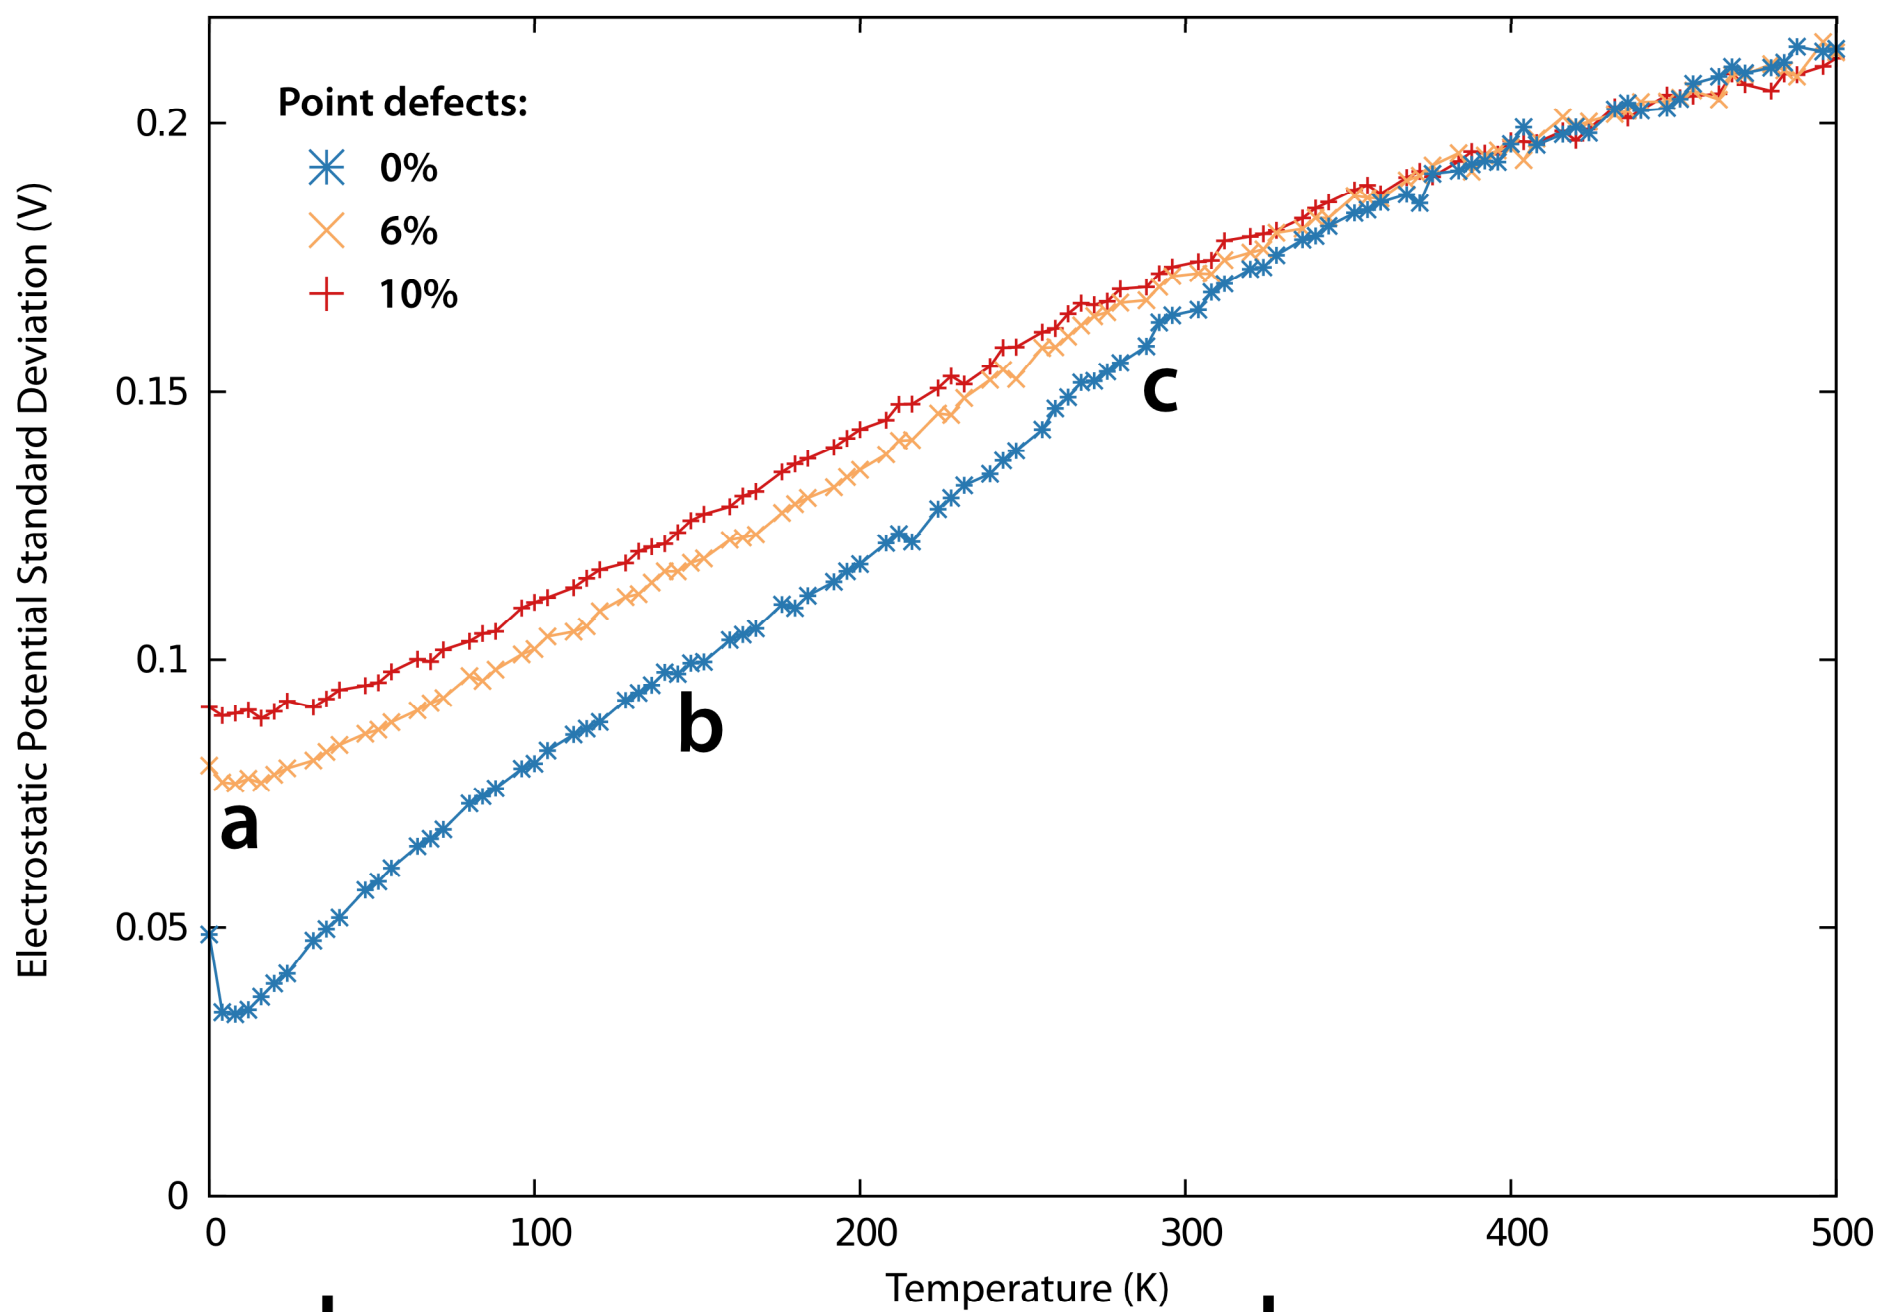 Point defects:
0%
6%
10%
Electrostatic Potential Standard Deviation (V)
0.2
0.15
0.1
0.05
0
a
b
c
0 100 200 300 400 500
Temperature (K)